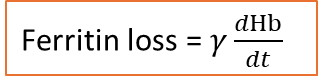 Ferritin loss = γ dHb/dt